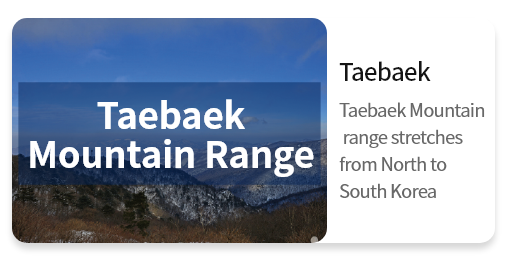 Taebaek
Mountain Range
Taebaek
Taebaek Mountain
range stretches
from North to
South Korea